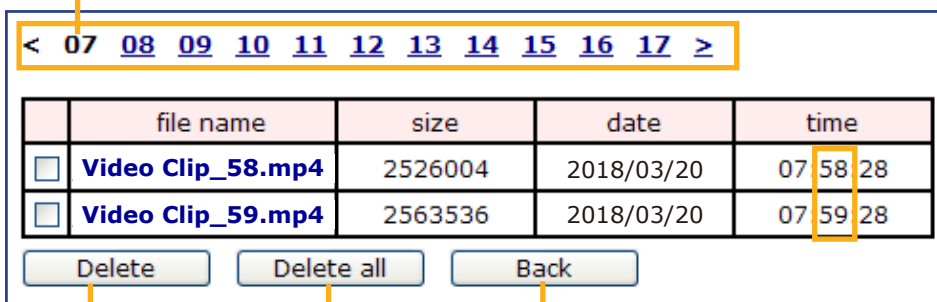 < 07 08 09 10 11 12 13 14 15 16 17 >
file name size date time
Video Clip_58.mp4 2526004 2018/03/20 07:58:28
Video Clip_59.mp4 2563536 2018/03/20 07:59:28
Delete Delete all Back